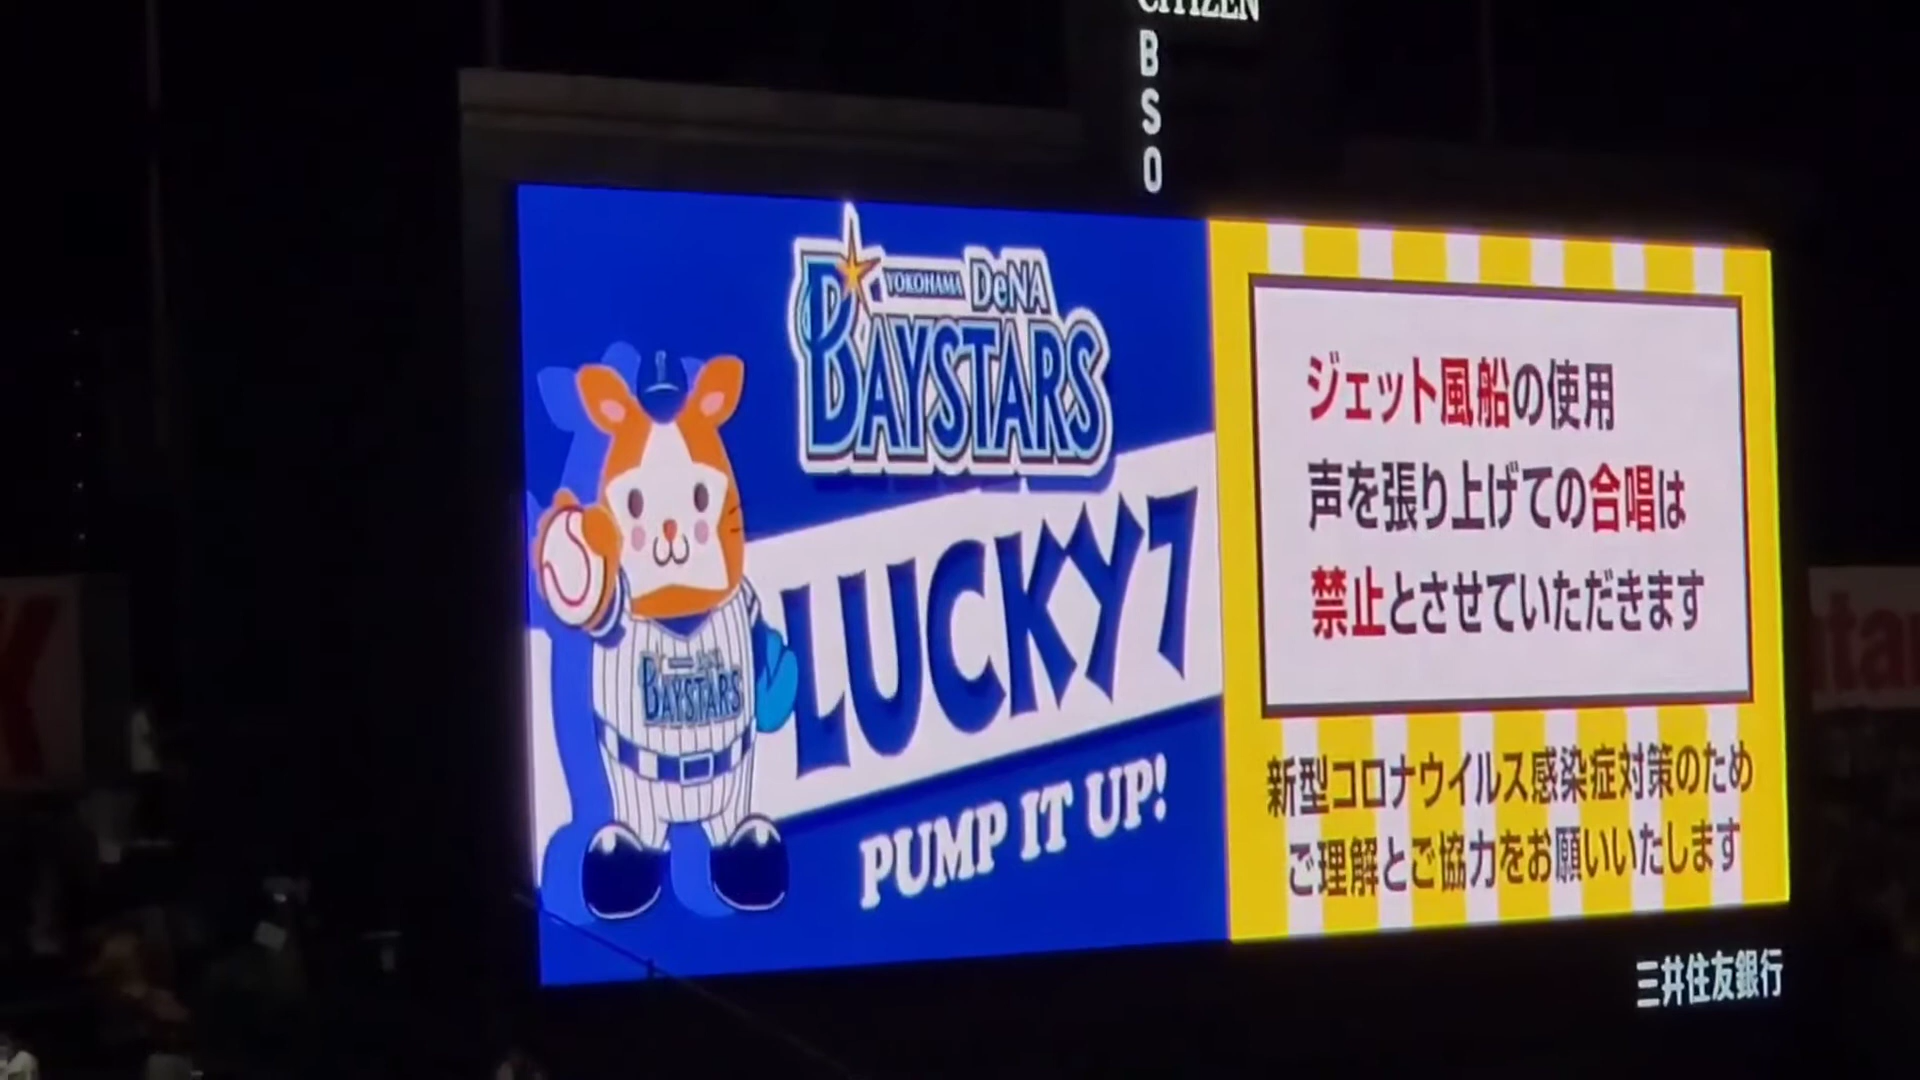 CITIZEN
B
S
O
YOKOHAMA DeNA
BAYSTARS
BAYSTARS
LUCKY7
PUMP IT UP!
ジェット風船の使用
声を張り上げての合唱は
禁止とさせていただきます
新型コロナウイルス感染症対策のため
ご理解とご協力をお願いいたします
三井住友銀行